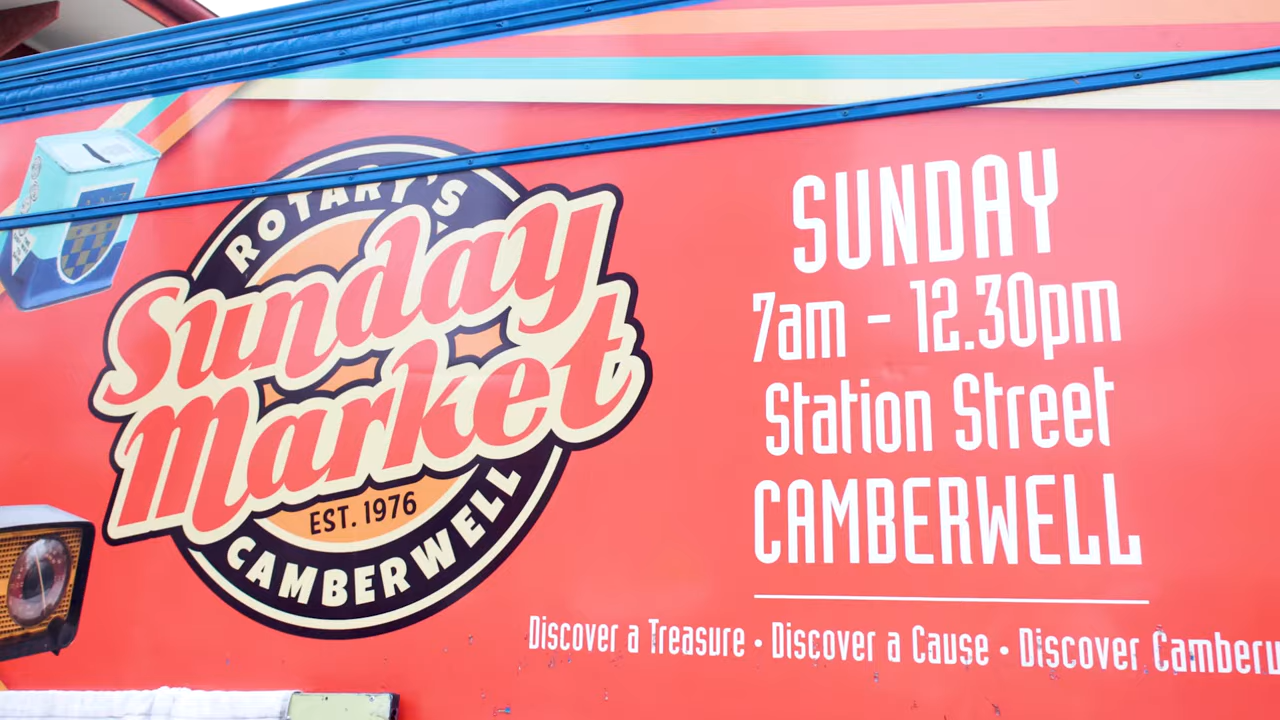 ROTARY'S
Sunday
Market
EST. 1976
CAMBERWELL
SUNDAY
7am - 12.30pm
Station Street
CAMBERWELL
Discover a Treasure • Discover a Cause • Discover